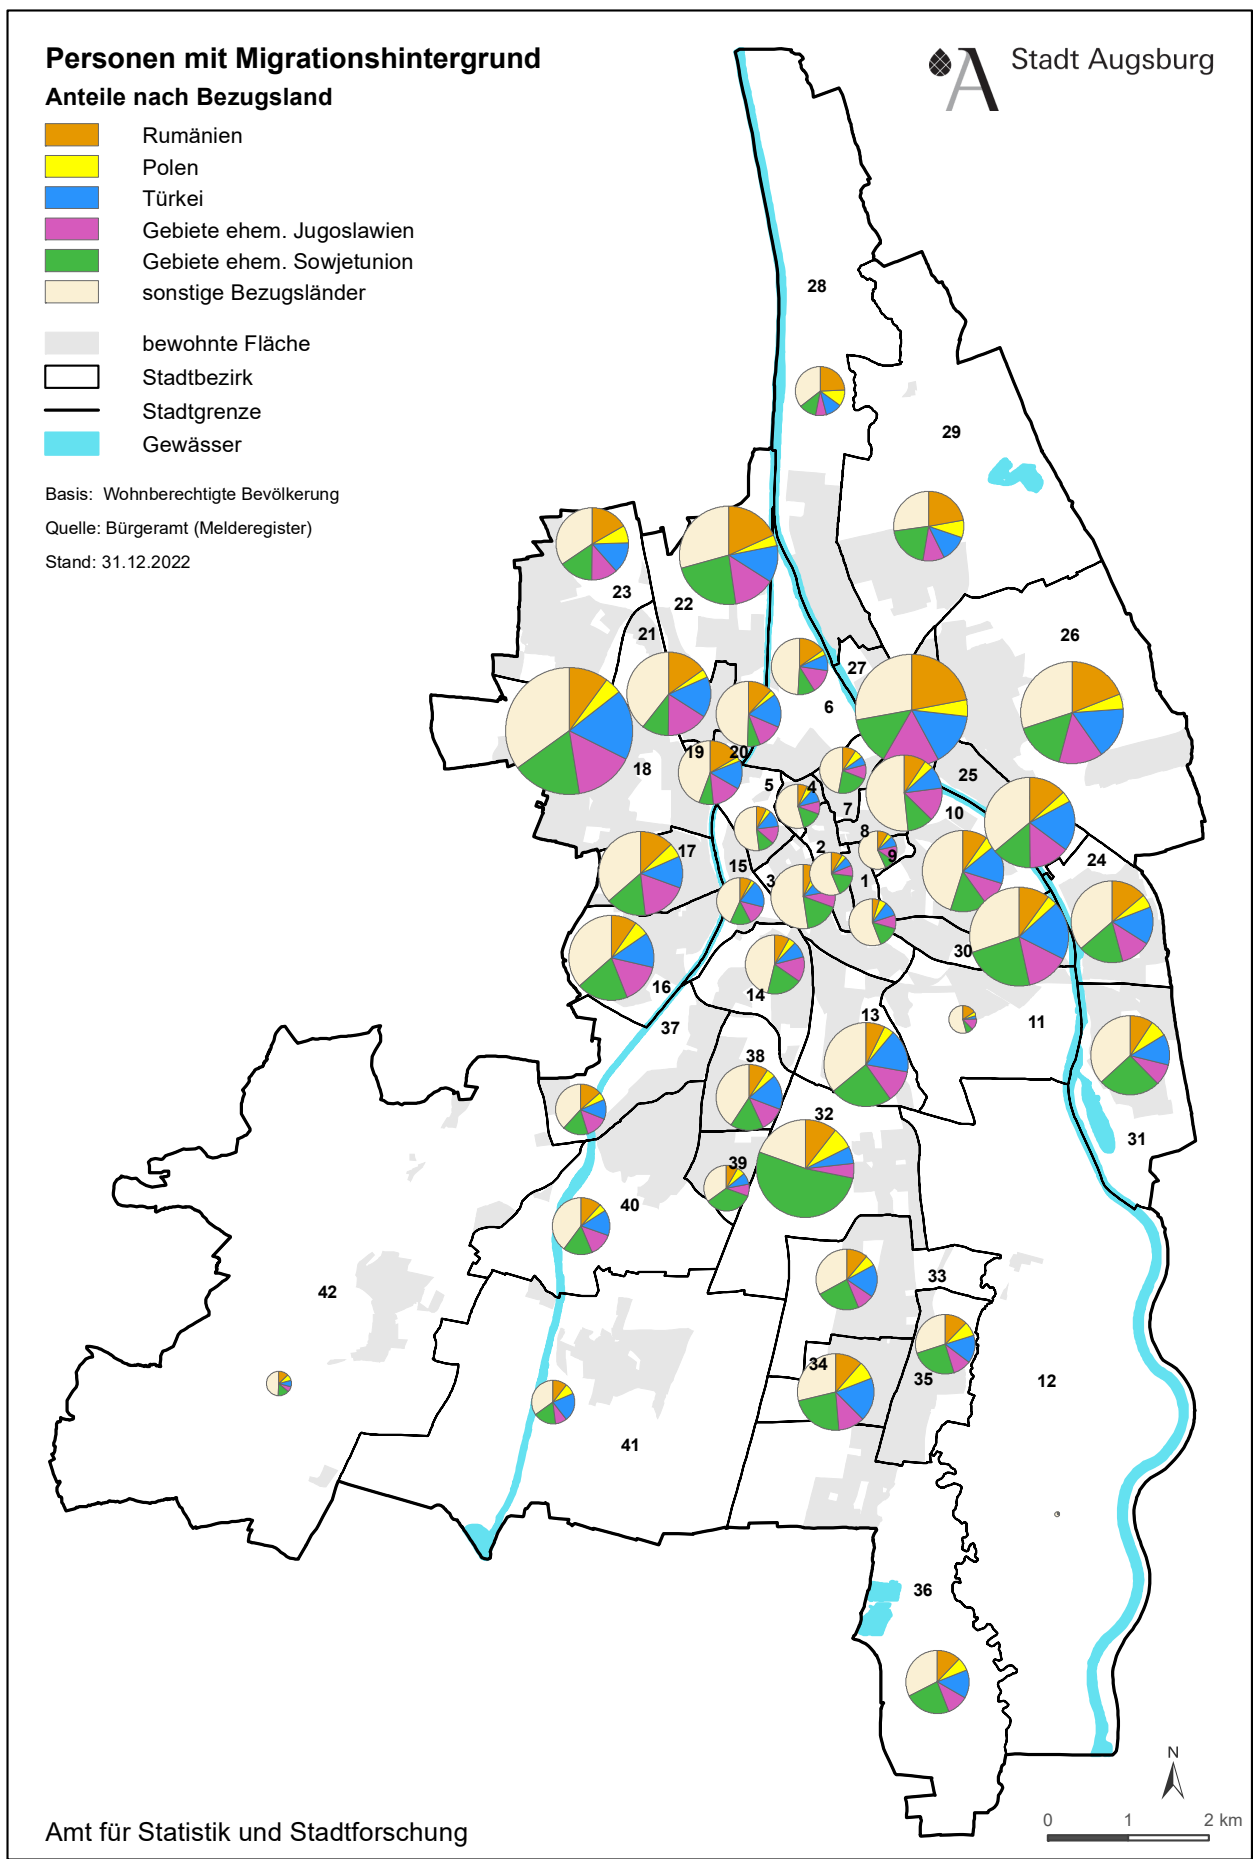 Personen mit Migrationshintergrund
Anteile nach Bezugsland
Rumänien
Polen
Türkei
Gebiete ehem. Jugoslawien
Gebiete ehem. Sowjetunion
sonstige Bezugsländer
bewohnte Fläche
Stadtbezirk
Stadtgrenze
Gewässer
Basis: Wohnberechtigte Bevölkerung
Quelle: Bürgeramt (Melderegister)
Stand: 31.12.2022
A Stadt Augsburg
28
29
23
22
21
26
27
6
19
20
18
25
5
4
7
10
8
2
9
17
15
3
1
24
30
16
14
13
11
37
38
32
31
39
40
33
42
34
35
12
41
36
N
0 1 2 km
Amt für Statistik und Stadtforschung